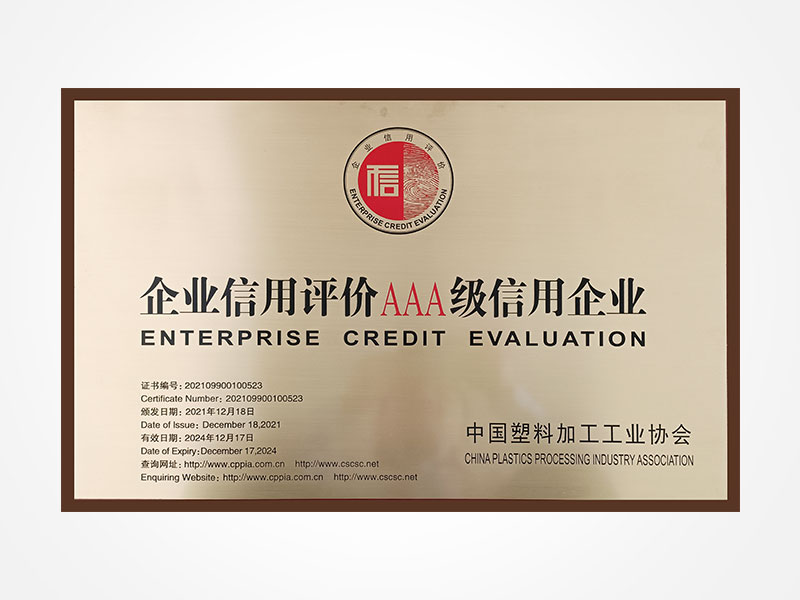 企业信用评价
信
ENTERPRISE CREDIT EVALUATION
企业信用评价AAA级信用企业
ENTERPRISE CREDIT EVALUATION
证书编号: 202109900100523
Certificate Number: 202109900100523
颁发日期: 2021年12月18日
Date of Issue: December 18,2021
有效日期: 2024年12月17日
Date of Expiry:December 17,2024
查询网址: http://www.cppia.com.cn http://www.cscsc.net
Enquiring Website: http://www.cppia.com.cn http://www.cscsc.net
中国塑料加工工业协会
CHINA PLASTICS PROCESSING INDUSTRY ASSOCIATION